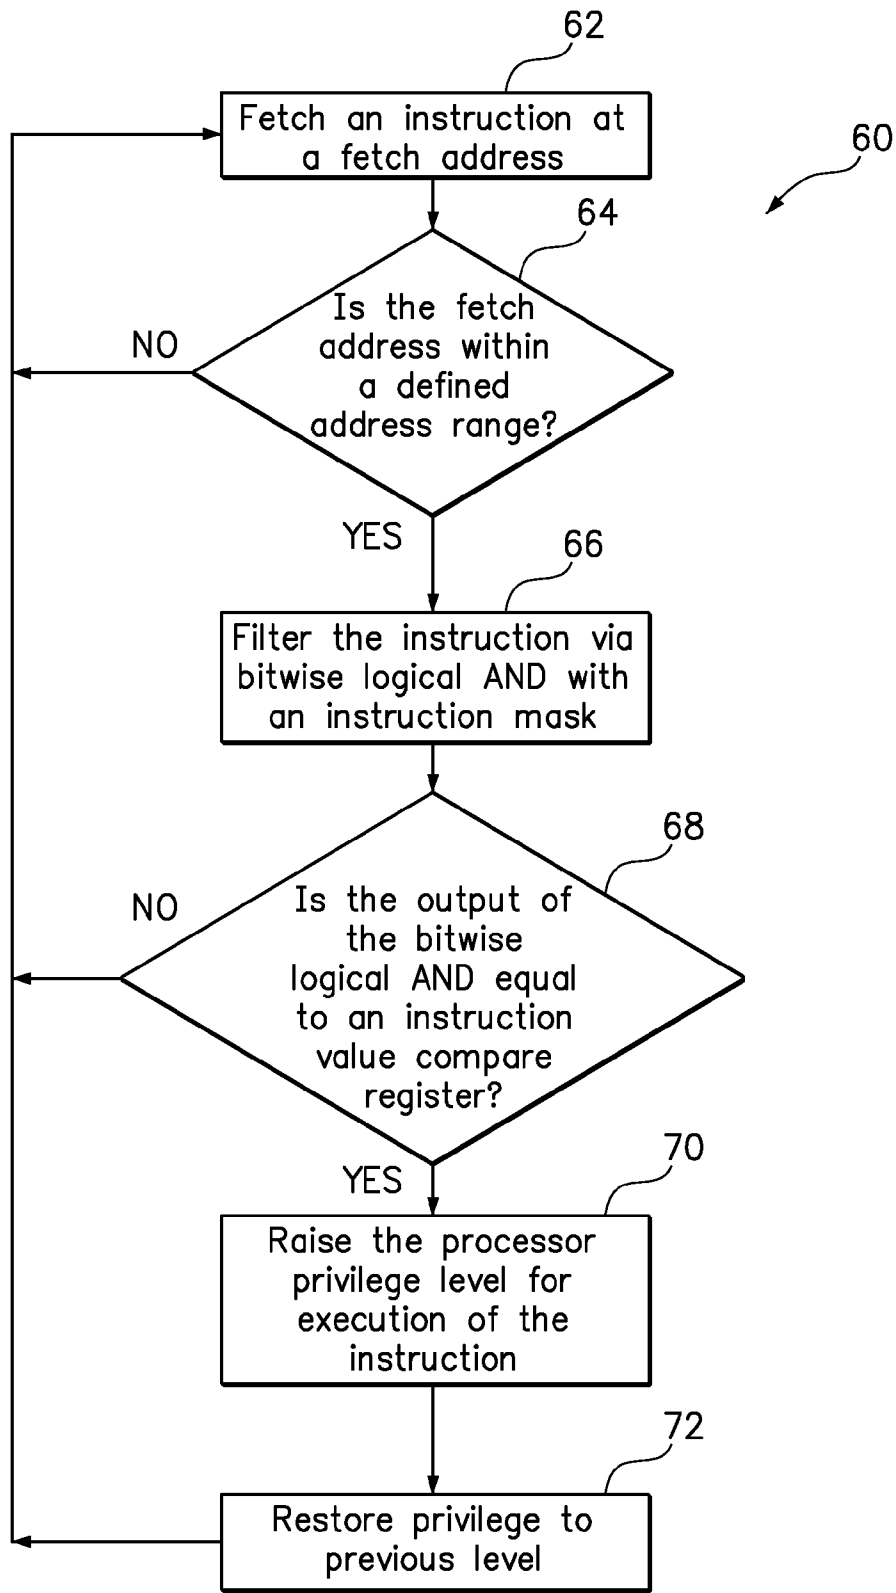 62
Fetch an instruction at
a fetch address
60
64
Is the fetch
address within
a defined
address range?
NO
YES
66
Filter the instruction via
bitwise logical AND with
an instruction mask
68
Is the output of
the bitwise
logical AND equal
to an instruction
value compare
register?
NO
YES
70
Raise the processor
privilege level for
execution of the
instruction
72
Restore privilege to
previous level